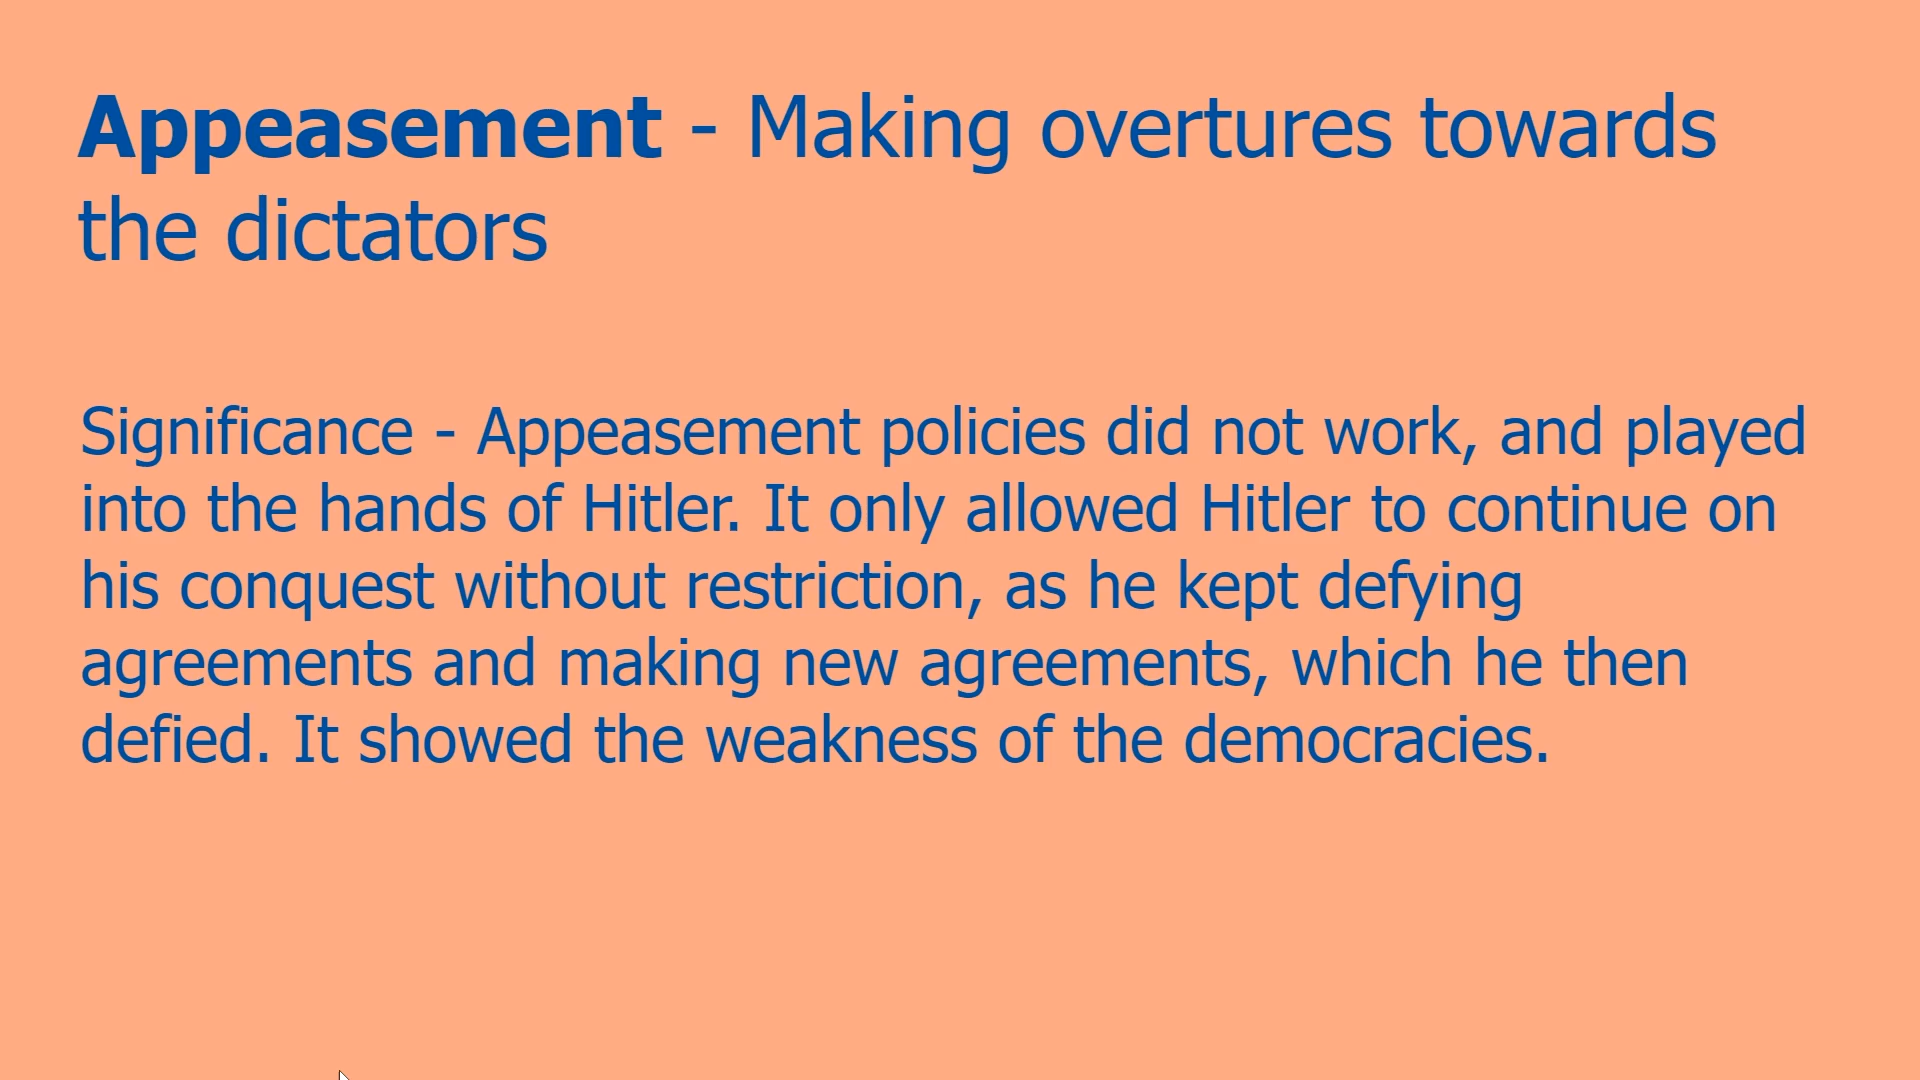 Appeasement - Making overtures towards
the dictators
Significance - Appeasement policies did not work, and played
into the hands of Hitler. It only allowed Hitler to continue on
his conquest without restriction, as he kept defying
agreements and making new agreements, which he then
defied. It showed the weakness of the democracies.